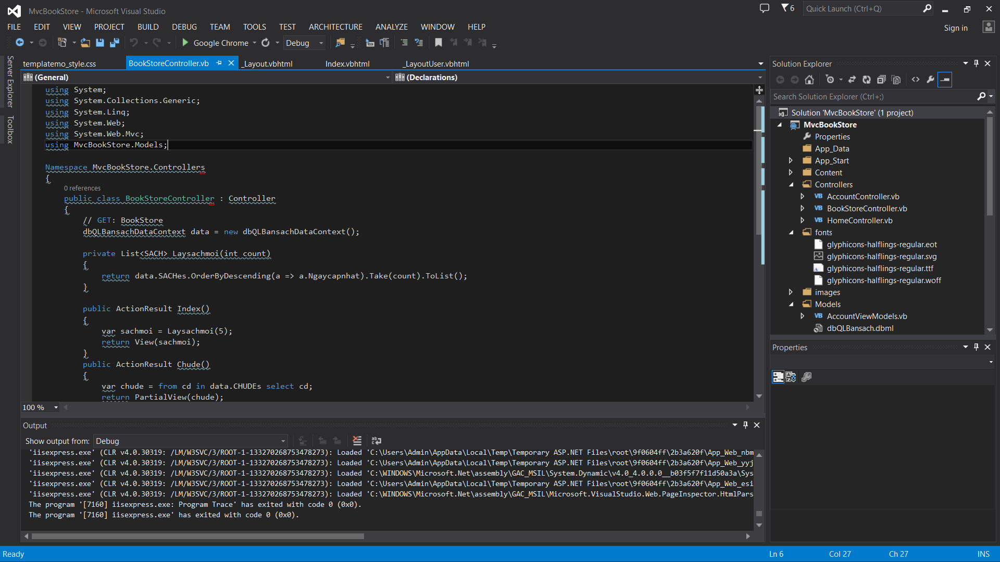 MvcBookStore - Microsoft Visual Studio
6
Quick Launch (Ctrl+Q)
FILE EDIT VIEW PROJECT BUILD DEBUG TEAM TOOLS TEST ARCHITECTURE ANALYZE WINDOW HELP
Sign in
Google Chrome Debug
Server Explorer
Toolbox
templatemo_style.css BookStoreController.vb _Layout.vbhtml Index.vbhtml _LayoutUser.vbhtml
(General) (Declarations)
using System;
using System.Collections.Generic;
using System.Linq;
using System.Web;
using System.Web.Mvc;
using MvcBookStore.Models;
Namespace MvcBookStore.Controllers
{
0 references
public class BookStoreController : Controller
{
// GET: BookStore
dbQLBansachDataContext data = new dbQLBansachDataContext();
private List<SACH> Laysachmoi(int count)
{
return data.SACHes.OrderByDescending(a => a.Ngaycapnhat).Take(count).ToList();
}
public ActionResult Index()
{
var sachmoi = Laysachmoi(5);
return View(sachmoi);
}
public ActionResult Chude()
{
var chude = from cd in data.CHUDEs select cd;
return PartialView(chude);
100 %
Output
Show output from: Debug
'iisexpress.exe' (CLR v4.0.30319: /LM/W3SVC/3/ROOT-1-133270268753478273): Loaded 'C:\Users\Admin\AppData\Local\Temp\Temporary ASP.NET Files\root\9f0604ff\2b3a620f\App_Web_nbm
'iisexpress.exe' (CLR v4.0.30319: /LM/W3SVC/3/ROOT-1-133270268753478273): Loaded 'C:\Users\Admin\AppData\Local\Temp\Temporary ASP.NET Files\root\9f0604ff\2b3a620f\App_Web_yyj
'iisexpress.exe' (CLR v4.0.30319: /LM/W3SVC/3/ROOT-1-133270268753478273): Loaded 'C:\WINDOWS\Microsoft.Net\assembly\GAC_MSIL\System.Dynamic\v4.0_4.0.0.0__b03f5f7f11d50a3a\Sys
'iisexpress.exe' (CLR v4.0.30319: /LM/W3SVC/3/ROOT-1-133270268753478273): Loaded 'C:\Users\Admin\AppData\Local\Temp\Temporary ASP.NET Files\root\9f0604ff\2b3a620f\App_Web_esi
'iisexpress.exe' (CLR v4.0.30319: /LM/W3SVC/3/ROOT-1-133270268753478273): Loaded 'C:\WINDOWS\Microsoft.Net\assembly\GAC_MSIL\Microsoft.VisualStudio.Web.PageInspector.HtmlPars
The program '[7160] iisexpress.exe: Program Trace' has exited with code 0 (0x0).
The program '[7160] iisexpress.exe' has exited with code 0 (0x0).
Solution Explorer
Search Solution Explorer (Ctrl+;)
Solution 'MvcBookStore' (1 project)
MvcBookStore
Properties
App_Data
App_Start
Content
Controllers
VB AccountController.vb
VB BookStoreController.vb
VB HomeController.vb
fonts
glyphicons-halflings-regular.eot
glyphicons-halflings-regular.svg
glyphicons-halflings-regular.ttf
glyphicons-halflings-regular.woff
images
Models
VB AccountViewModels.vb
dbQLBansach.dbml
Properties
Ready Ln 6 Col 27 Ch 27 INS